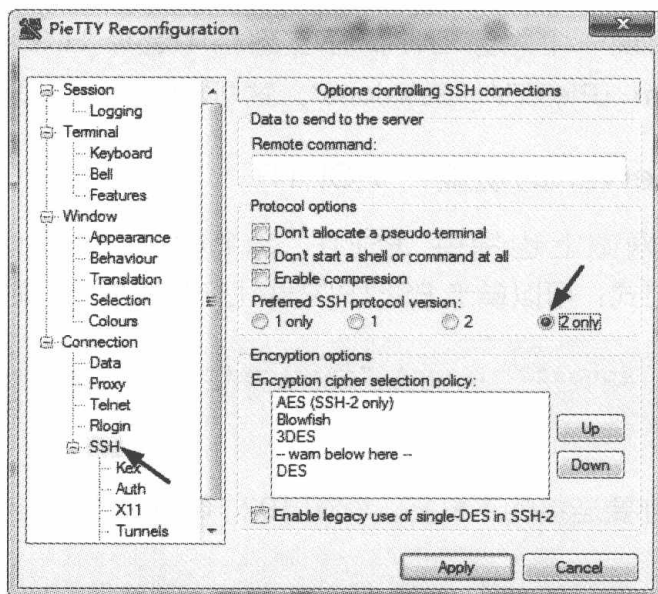 PieTTY Reconfiguration
Session
Logging
Terminal
Keyboard
Bell
Features
Window
Appearance
Behaviour
Translation
Selection
Colours
Connection
Data
Proxy
Telnet
Rlogin
SSH
Kex
Auth
X11
Tunnels
Options controlling SSH connections
Data to send to the server
Remote command:
Protocol options
Don't allocate a pseudo-terminal
Don't start a shell or command at all
Enable compression
Preferred SSH protocol version:
1 only 1 2 2 only
Encryption options
Encryption cipher selection policy:
AES (SSH-2 only)
Blowfish
3DES
-- warn below here --
DES
Up
Down
Enable legacy use of single-DES in SSH-2
Apply Cancel